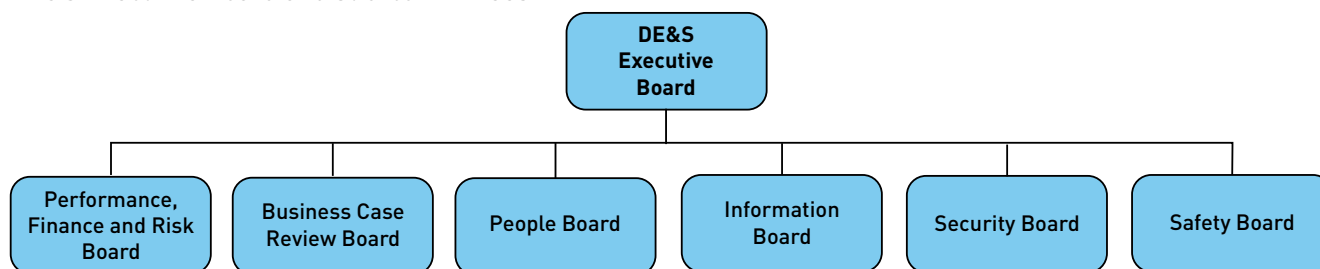 DE&S
Executive
Board
Performance,
Finance and Risk
Board
Business Case
Review Board
People Board
Information
Board
Security Board
Safety Board